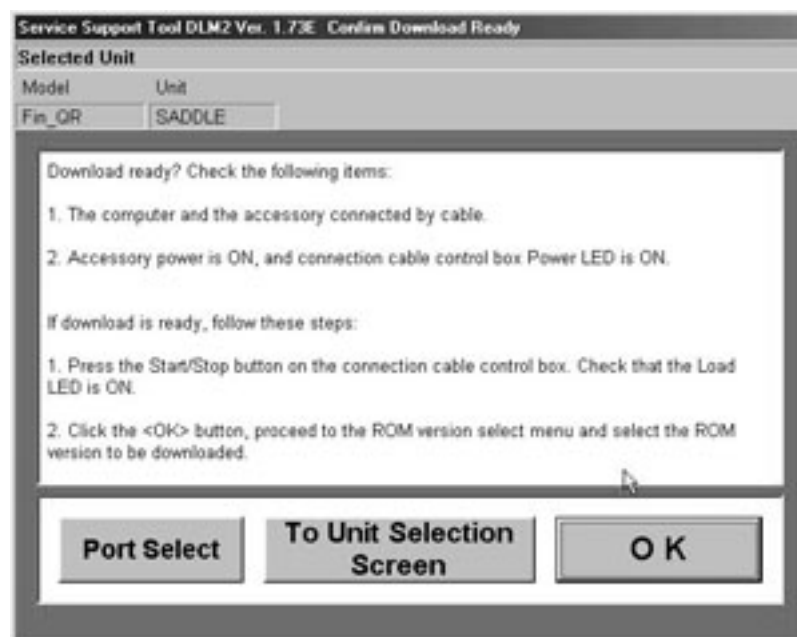 Service Support Tool DLM2 Ver. 1.73E Confirm Download Ready
Selected Unit
Model Unit
Fin_QR SADDLE
Download ready? Check the following items:
1. The computer and the accessory connected by cable.
2. Accessory power is ON, and connection cable control box Power LED is ON.
If download is ready, follow these steps:
1. Press the Start/Stop button on the connection cable control box. Check that the Load
LED is ON.
2. Click the <OK> button, proceed to the ROM version select menu and select the ROM
version to be downloaded.
Port Select
To Unit Selection
Screen
O K